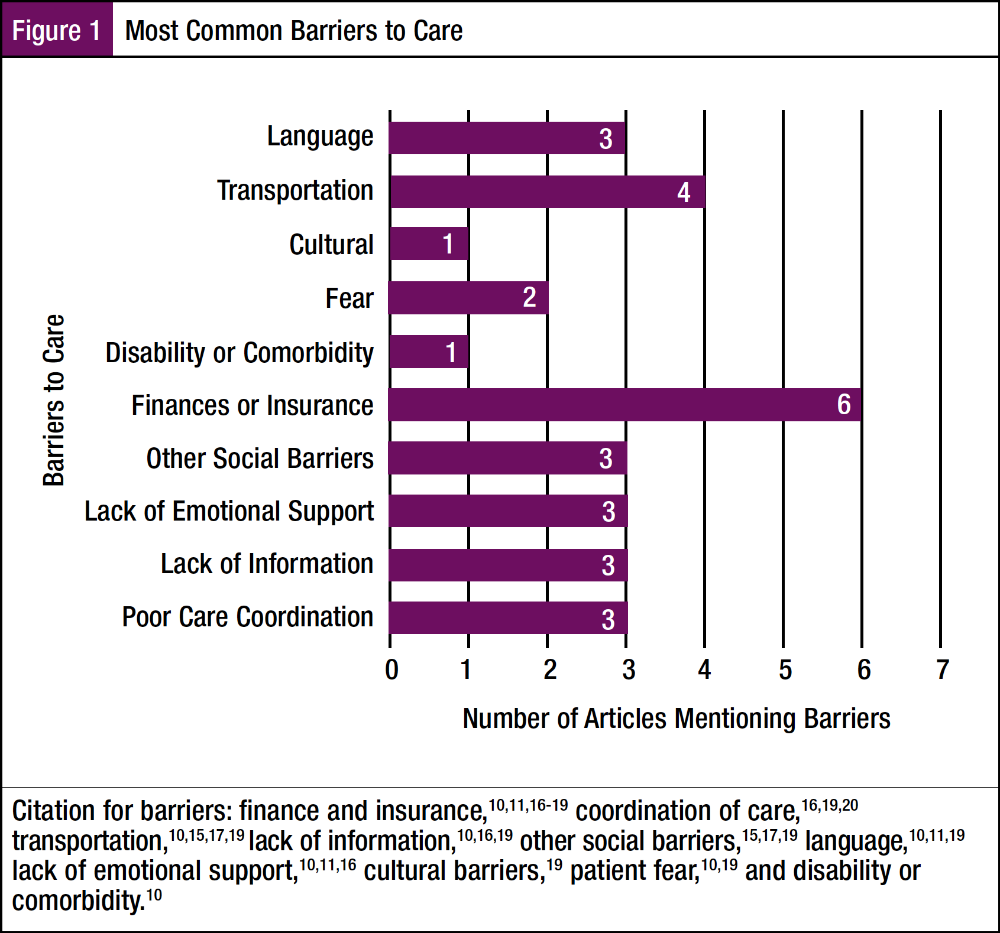 Figure 1 Most Common Barriers to Care
Language 3
Transportation 4
Cultural 1
Fear 2
Disability or Comorbidity 1
Finances or Insurance 6
Other Social Barriers 3
Lack of Emotional Support 3
Lack of Information 3
Poor Care Coordination 3
Barriers to Care
0 1 2 3 4 5 6 7
Number of Articles Mentioning Barriers
Citation for barriers: finance and insurance,10,11,16-19 coordination of care,16,19,20
transportation,10,15,17,19 lack of information,10,16,19 other social barriers,15,17,19 language,10,11,19
lack of emotional support,10,11,16 cultural barriers,19 patient fear,10,19 and disability or
comorbidity.10